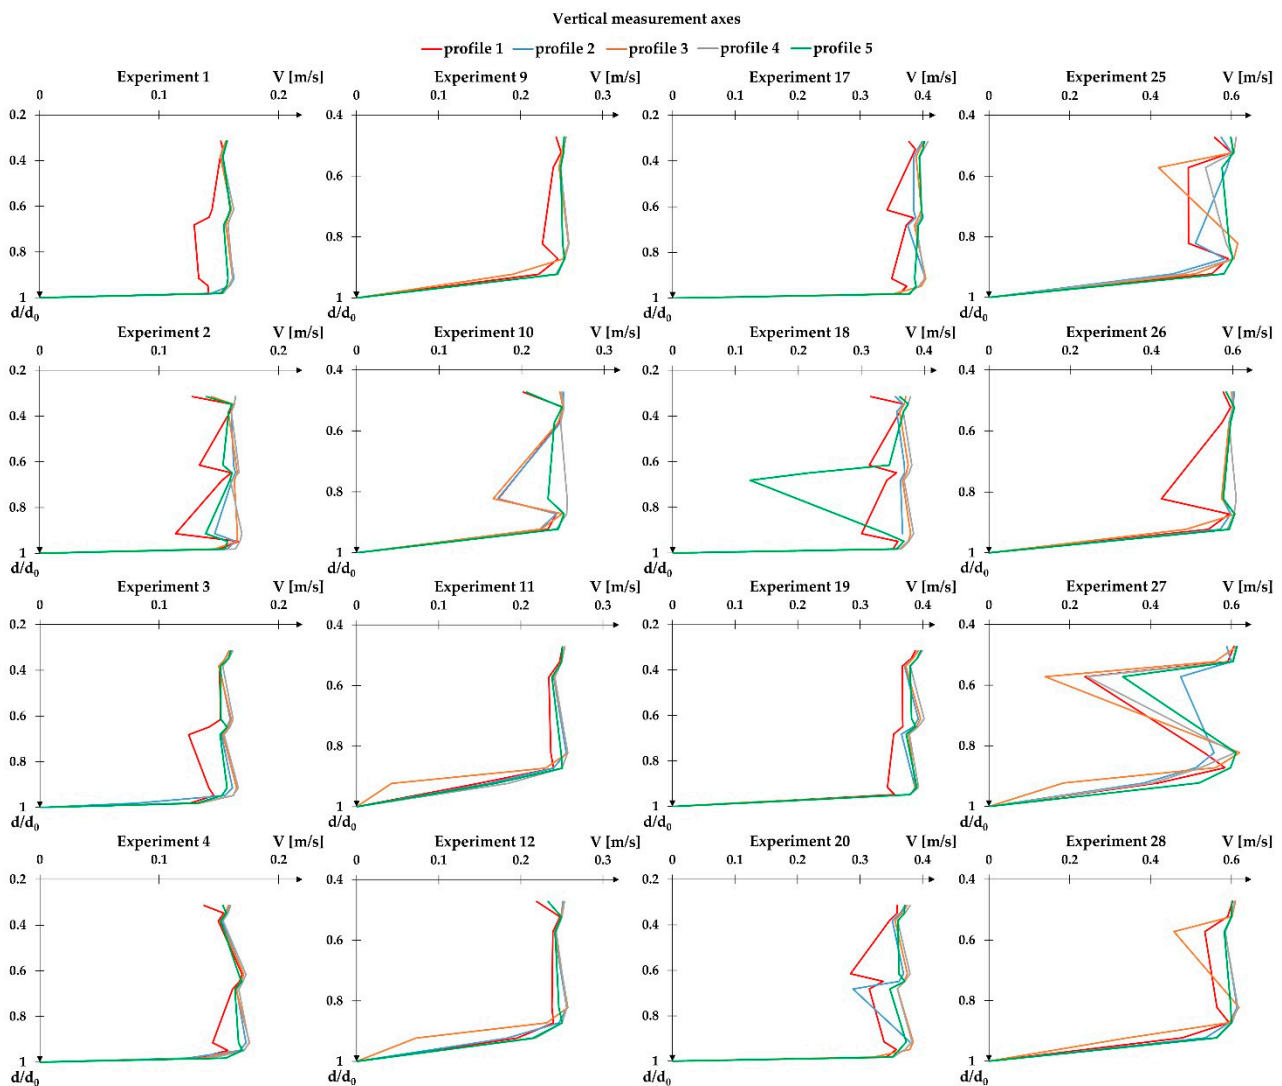 Vertical measurement axes
profile 1 profile 2 profile 3 profile 4 profile 5
Experiment 1 V [m/s] Experiment 9 V [m/s] Experiment 17 V [m/s] Experiment 25 V [m/s]
0 0.1 0.2 0 0.1 0.2 0.3 0 0.1 0.2 0.3 0.4 0 0.2 0.4 0.6
0.2 0.4 0.2 0.4
0.4 0.6 0.4 0.6
0.6 0.6
0.8 0.8 0.8 0.8
1 1 1 1
d/d0 d/d0 d/d0 d/d0
Experiment 2 V [m/s] Experiment 10 V [m/s] Experiment 18 V [m/s] Experiment 26 V [m/s]
0 0.1 0.2 0 0.1 0.2 0.3 0 0.1 0.2 0.3 0.4 0 0.2 0.4 0.6
0.2 0.4 0.2 0.4
0.4 0.6 0.4 0.6
0.6 0.6
0.8 0.8 0.8 0.8
1 1 1 1
d/d0 d/d0 d/d0 d/d0
Experiment 3 V [m/s] Experiment 11 V [m/s] Experiment 19 V [m/s] Experiment 27 V [m/s]
0 0.1 0.2 0 0.1 0.2 0.3 0 0.1 0.2 0.3 0.4 0 0.2 0.4 0.6
0.2 0.4 0.2 0.4
0.4 0.6 0.4 0.6
0.6 0.6
0.8 0.8 0.8 0.8
1 1 1 1
d/d0 d/d0 d/d0 d/d0
Experiment 4 V [m/s] Experiment 12 V [m/s] Experiment 20 V [m/s] Experiment 28 V [m/s]
0 0.1 0.2 0 0.1 0.2 0.3 0 0.1 0.2 0.3 0.4 0 0.2 0.4 0.6
0.2 0.4 0.2 0.4
0.4 0.6 0.4 0.6
0.6 0.6
0.8 0.8 0.8 0.8
1 1 1 1
d/d0 d/d0 d/d0 d/d0